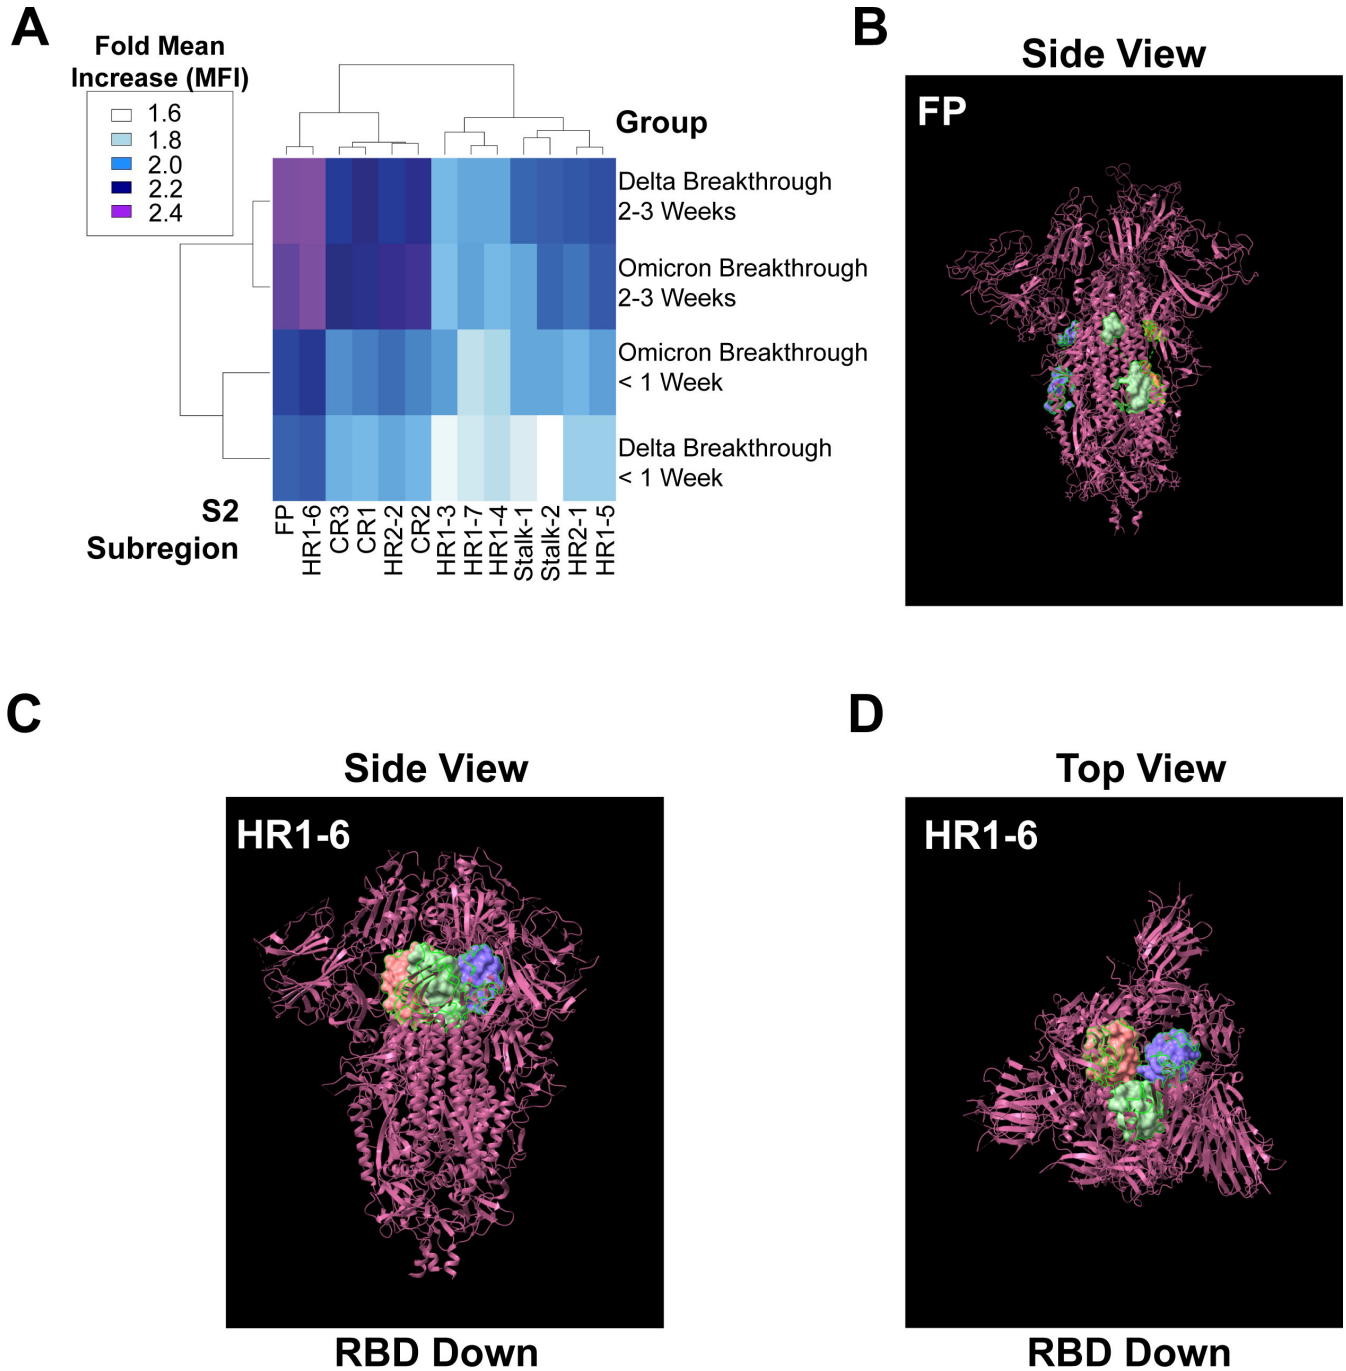 A
Fold Mean
Increase (MFI)
1.6
1.8
2.0
2.2
2.4
Group
Delta Breakthrough
2-3 Weeks
Omicron Breakthrough
2-3 Weeks
Omicron Breakthrough
< 1 Week
Delta Breakthrough
< 1 Week
S2
Subregion
FP
HR1-6
CR3
CR1
HR2-2
CR2
HR1-3
HR1-7
HR1-4
Stalk-1
Stalk-2
HR2-1
HR1-5
B
Side View
FP
C
Side View
HR1-6
RBD Down
D
Top View
HR1-6
RBD Down